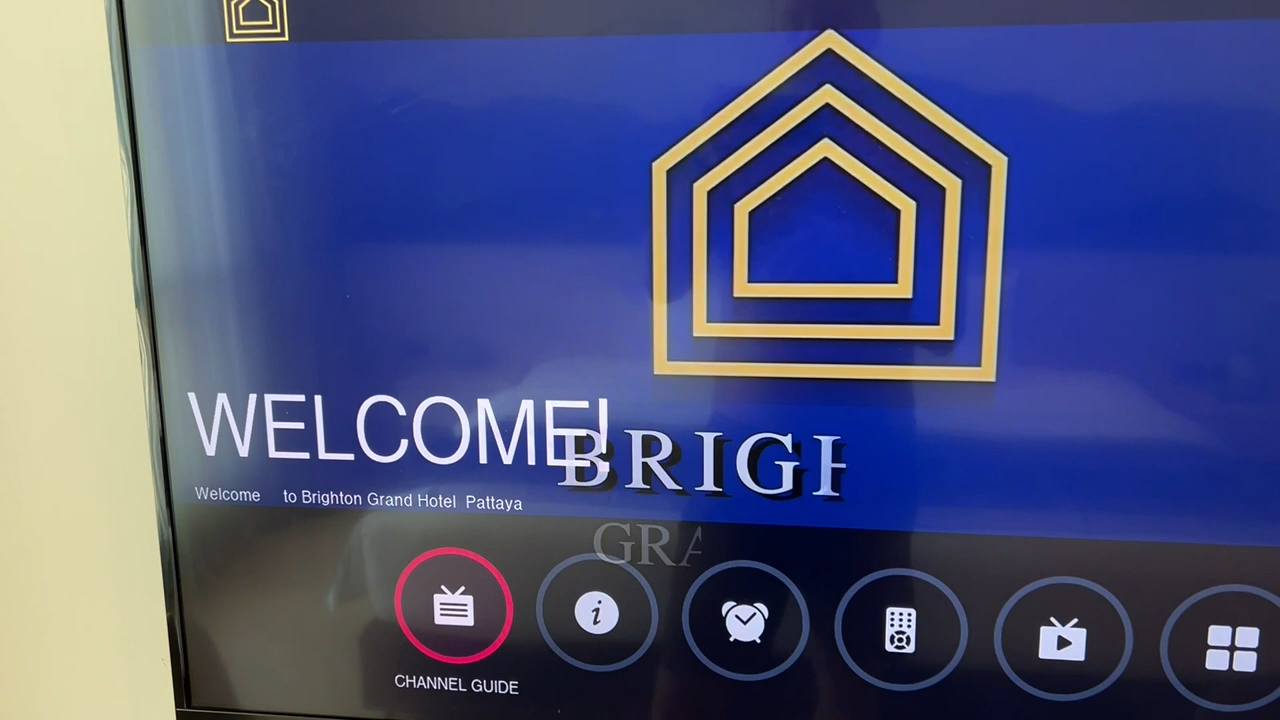 WELCOME!
BRIGH
Welcome to Brighton Grand Hotel Pattaya
GRA
CHANNEL GUIDE